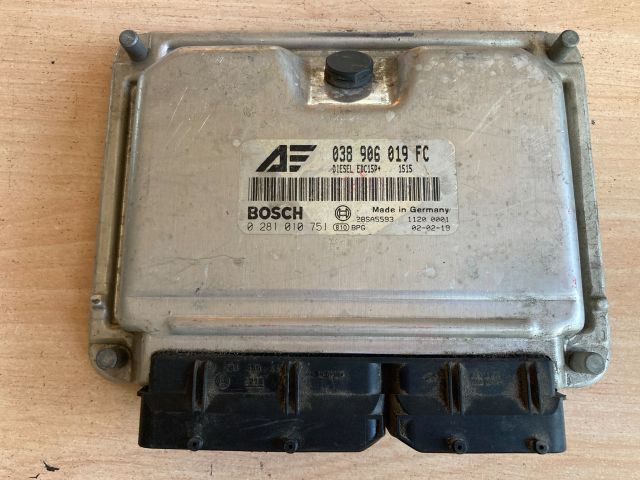 AE 038 906 019 FC
DIESEL EDC15P+ 1515
BOSCH Made in Germany
28SA5593 1120 0001
0 281 010 751 810 BPG 02-02-19